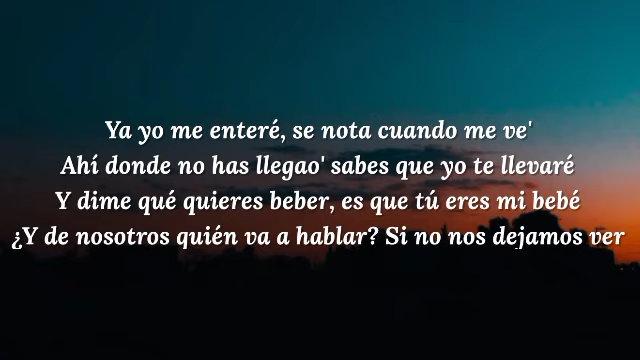 Ya yo me enteré, se nota cuando me ve'
Ahí donde no has llegao' sabes que yo te llevaré
Y dime qué quieres beber, es que tú eres mi bebé
¿Y de nosotros quién va a hablar? Si no nos dejamos ver